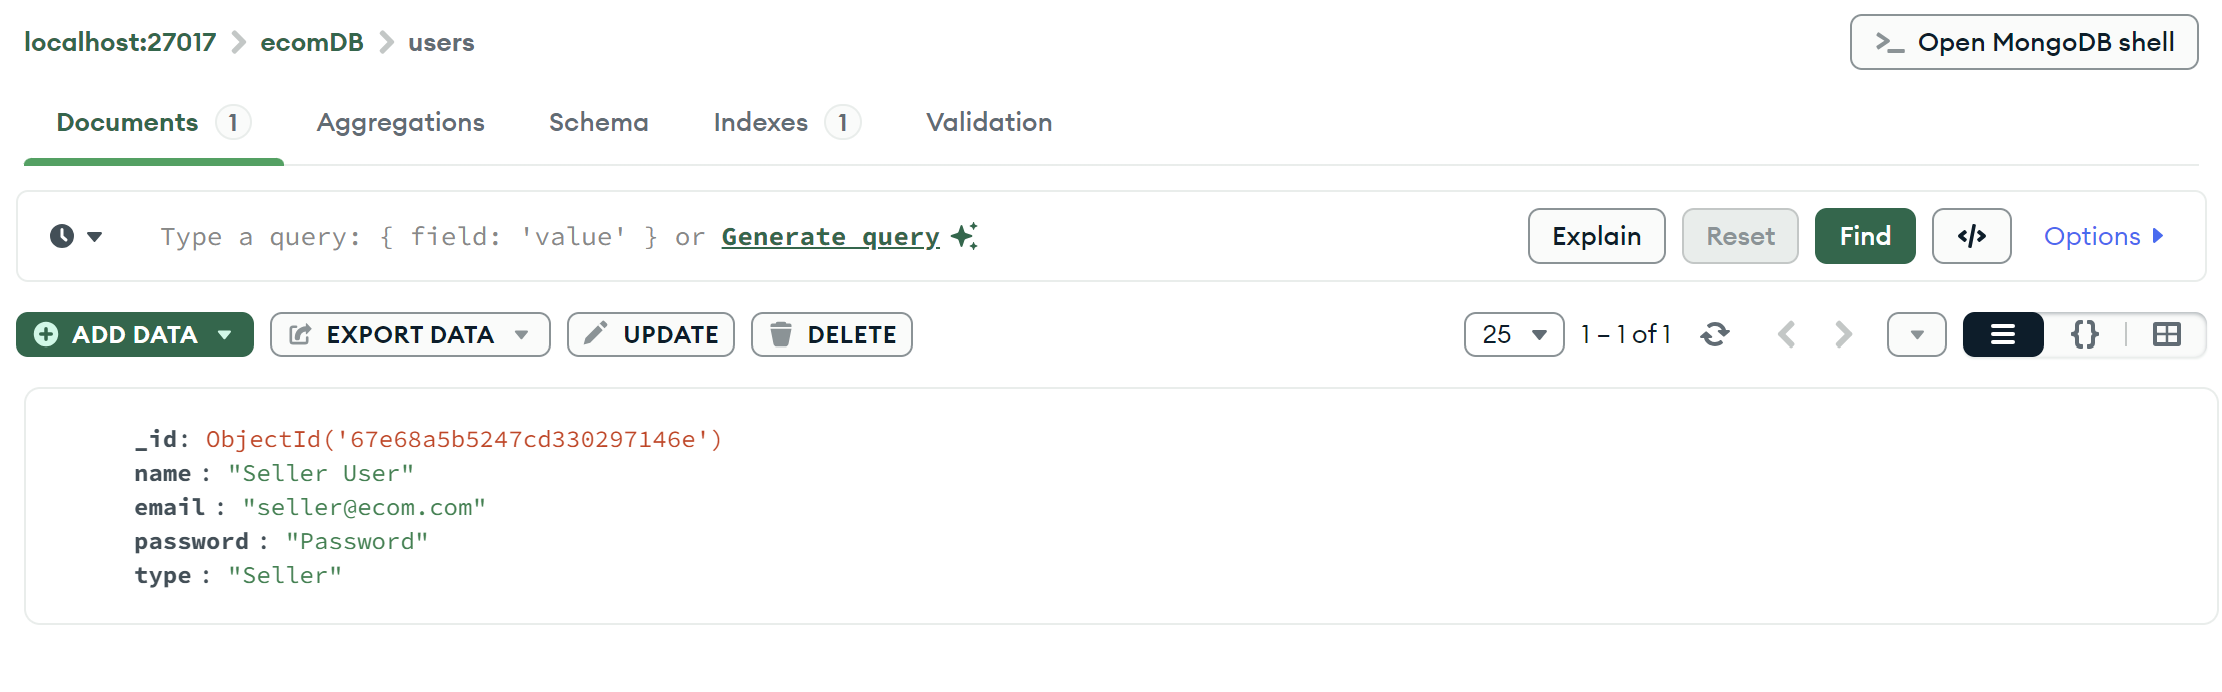 localhost:27017 > ecomDB > users
>_ Open MongoDB shell
Documents 1 Aggregations Schema Indexes 1 Validation
Type a query: { field: 'value' } or Generate query Explain Reset Find </> Options
ADD DATA EXPORT DATA UPDATE DELETE 25 1 – 1 of 1 {}
_id: ObjectId('67e68a5b5247cd330297146e')
name : "Seller User"
email : "seller@ecom.com"
password : "Password"
type : "Seller"